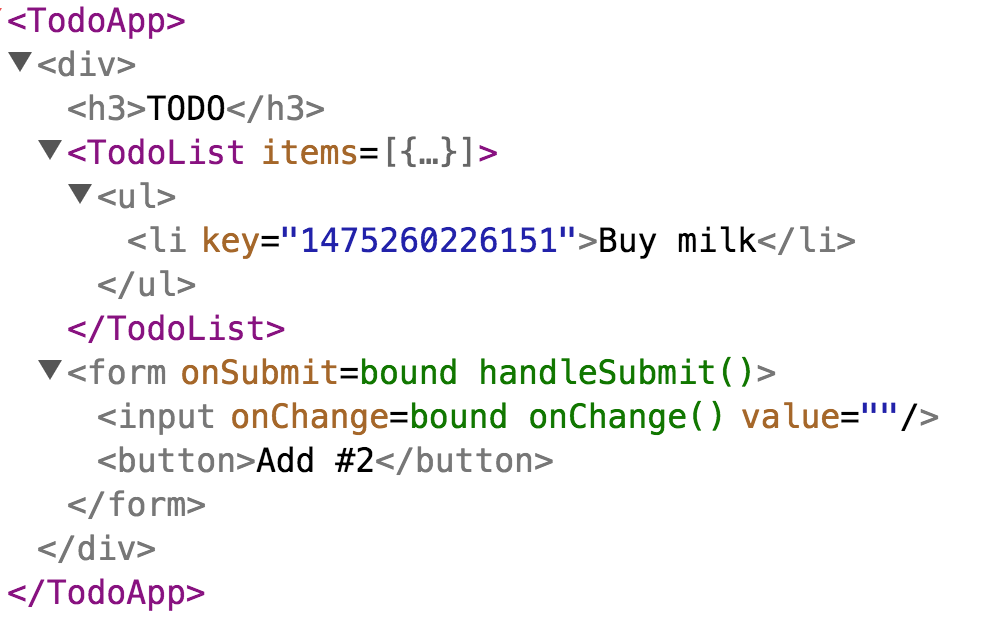 <TodoApp>
▼<div>
<h3>TODO</h3>
▼<TodoList items=[{…}]>
▼<ul>
<li key="1475260226151">Buy milk</li>
</ul>
</TodoList>
▼<form onSubmit=bound handleSubmit()>
<input onChange=bound onChange() value=""/>
<button>Add #2</button>
</form>
</div>
</TodoApp>